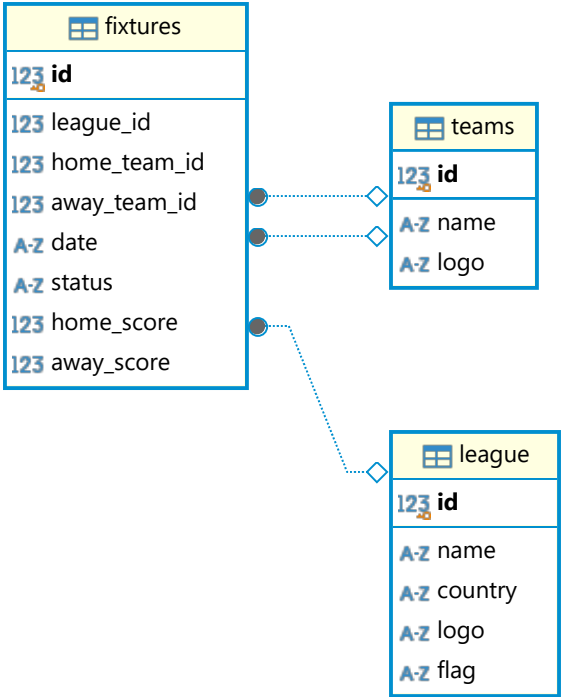 fixtures
123 id
123 league_id
123 home_team_id
123 away_team_id
A-Z date
A-Z status
123 home_score
123 away_score
teams
123 id
A-Z name
A-Z logo
league
123 id
A-Z name
A-Z country
A-Z logo
A-Z flag